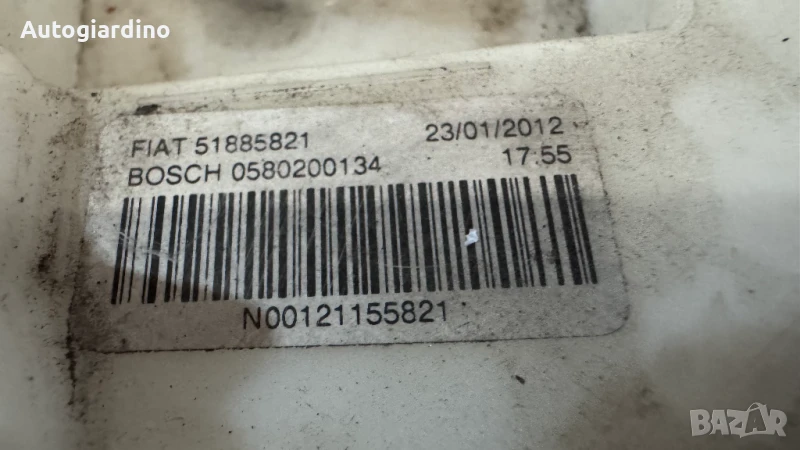 Autogiardino
FIAT 51885821 23/01/2012
BOSCH 0580200134 17:55
N00121155821
BAZAR